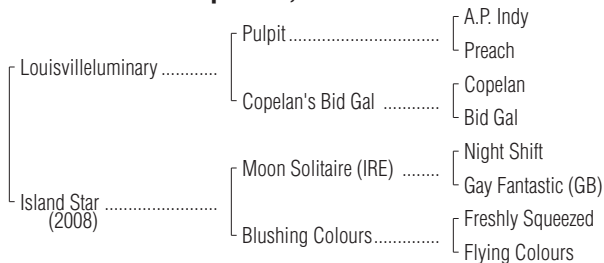 A.P. Indy
Pulpit........................................
Preach
Louisvilleluminary ............
Copelan
Copelan's Bid Gal ............
Bid Gal
Night Shift
Moon Solitaire (IRE) ........
Gay Fantastic (GB)
Island Star ........................
(2008)
Freshly Squeezed
Blushing Colours...............
Flying Colours